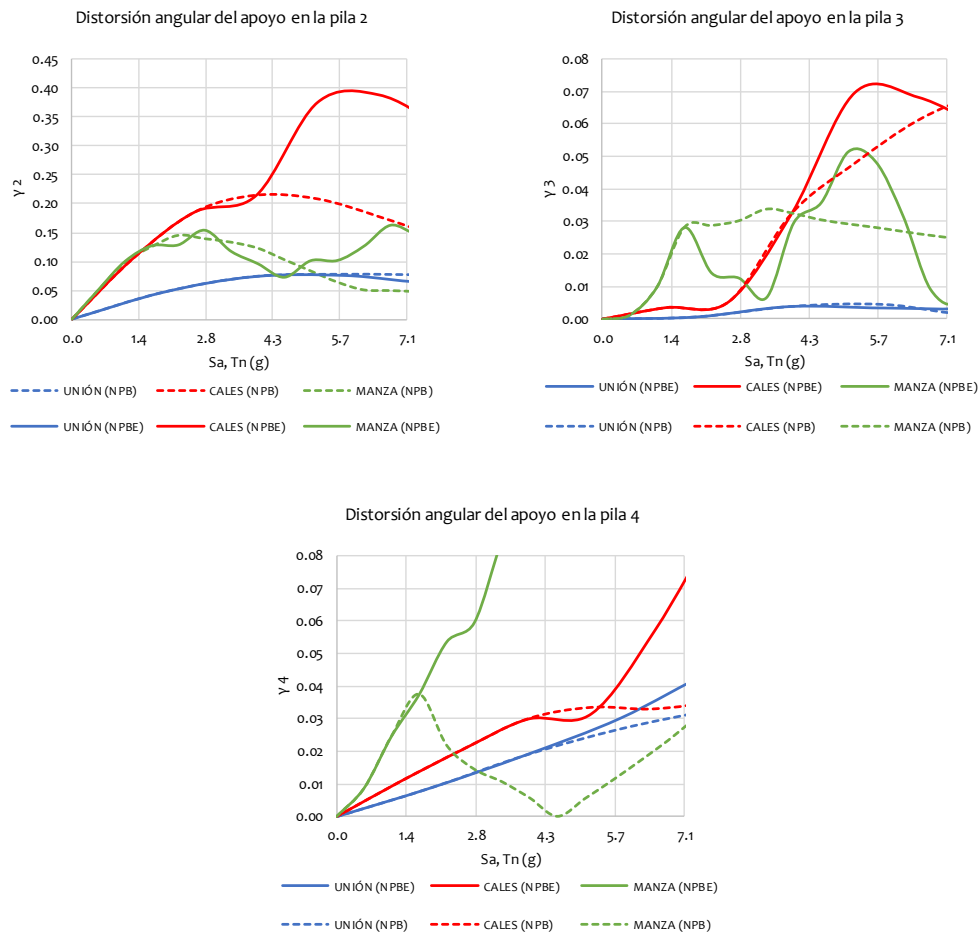 Distorsión angular del apoyo en la pila 2
0.45
0.40
0.35
0.30
0.25
0.20
0.15
0.10
0.05
0.00
γ 2
0.0 1.4 2.8 4.3 5.7 7.1
Sa, Tn (g)
UNIÓN (NPB) CALES (NPB) MANZA (NPB)
UNIÓN (NPBE) CALES (NPBE) MANZA (NPBE)
Distorsión angular del apoyo en la pila 3
0.08
0.07
0.06
0.05
0.04
0.03
0.02
0.01
0.00
γ 3
0.0 1.4 2.8 4.3 5.7 7.1
Sa, Tn (g)
UNIÓN (NPBE) CALES (NPBE) MANZA (NPBE)
UNIÓN (NPB) CALES (NPB) MANZA (NPB)
Distorsión angular del apoyo en la pila 4
0.08
0.07
0.06
0.05
0.04
0.03
0.02
0.01
0.00
γ 4
0.0 1.4 2.8 4.3 5.7 7.1
Sa, Tn (g)
UNIÓN (NPBE) CALES (NPBE) MANZA (NPBE)
UNIÓN (NPB) CALES (NPB) MANZA (NPB)